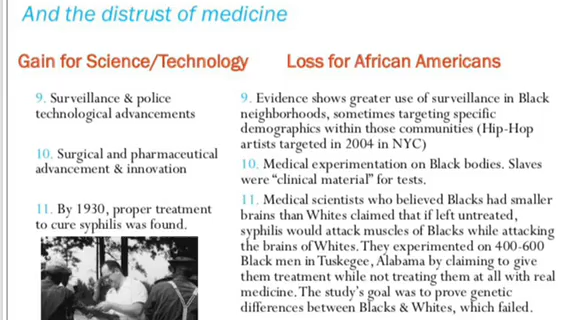 And the distrust of medicine
Gain for Science/Technology
Loss for African Americans
9. Surveillance & police
technological advancements
10. Surgical and pharmaceutical
advancement & innovation
11. By 1930, proper treatment
to cure syphilis was found.
9. Evidence shows greater use of surveillance in Black
neighborhoods, sometimes targeting specific
demographics within those communities (Hip-Hop
artists targeted in 2004 in NYC)
10. Medical experimentation on Black bodies. Slaves
were “clinical material” for tests.
11. Medical scientists who believed Blacks had smaller
brains than Whites claimed that if left untreated,
syphilis would attack muscles of Blacks while attacking
the brains of Whites. They experimented on 400-600
Black men in Tuskegee, Alabama by claiming to give
them treatment while not treating them at all with real
medicine. The study's goal was to prove genetic
differences between Blacks & Whites, which failed.